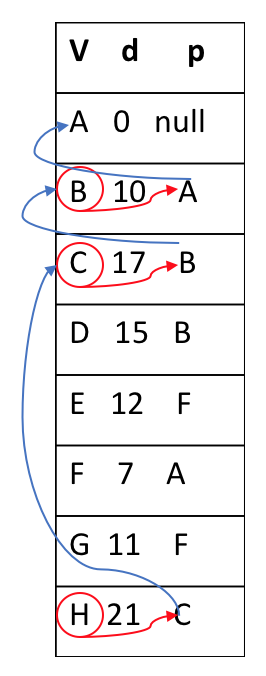 V d p
A 0 null
B 10 A
C 17 B
D 15 B
E 12 F
F 7 A
G 11 F
H 21 C